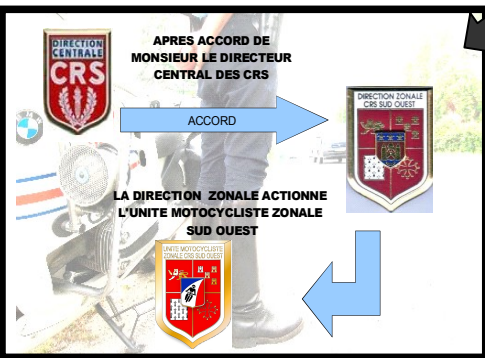 DIRECTION
CENTRALE
CRS
APRES ACCORD DE
MONSIEUR LE DIRECTEUR
CENTRAL DES CRS
ACCORD
DIRECTION ZONALE
CRS SUD OUEST
LA DIRECTION ZONALE ACTIONNE
L'UNITE MOTOCYCLISTE ZONALE
SUD OUEST
UNITE MOTOCYCLISTE
ZONALE CRS SUD OUEST